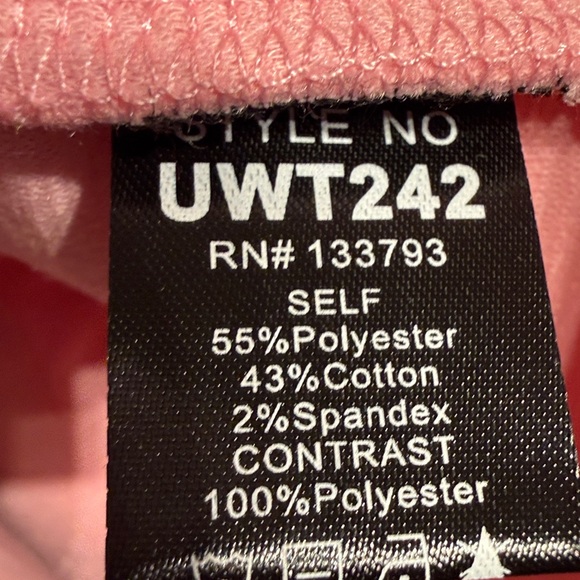 STYLE NO
UWT242
RN# 133793
SELF
55%Polyester
43%Cotton
2%Spandex
CONTRAST
100%Polyester